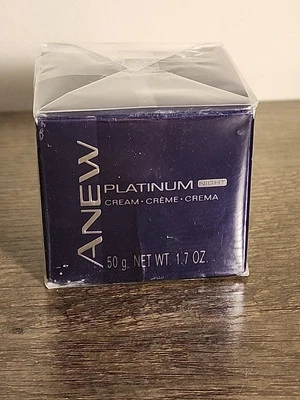 ANEW
PLATINUM NIGHT
CREAM · CRÈME · CREMA
50 g. NET WT. 1.7 OZ.